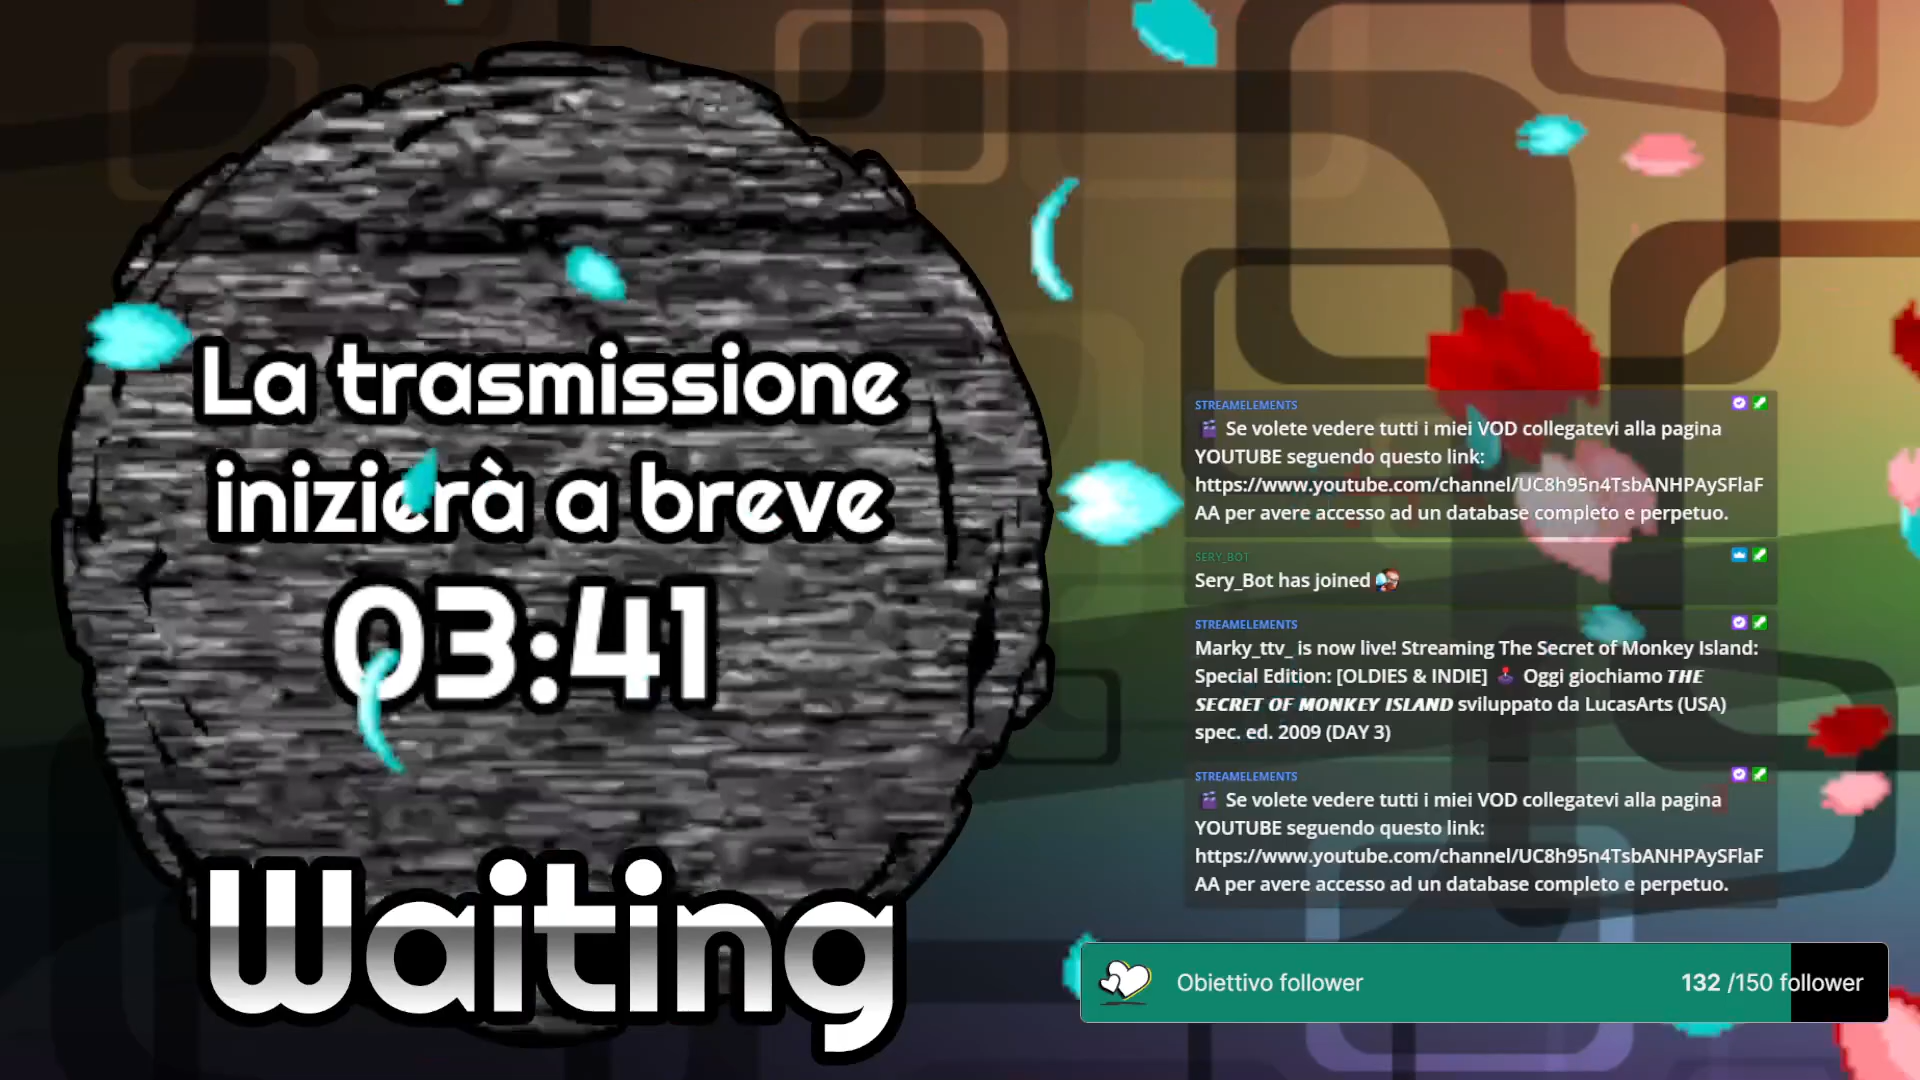 La trasmissione
inizierà a breve
03:41
Waiting
STREAMELEMENTS
🎬 Se volete vedere tutti i miei VOD collegatevi alla pagina
YOUTUBE seguendo questo link:
https://www.youtube.com/channel/UC8h95n4TsbANHPAySFlaF
AA per avere accesso ad un database completo e perpetuo.
SERY_BOT
Sery_Bot has joined
STREAMELEMENTS
Marky_ttv_ is now live! Streaming The Secret of Monkey Island:
Special Edition: [OLDIES & INDIE] 🕹️ Oggi giochiamo THE
SECRET OF MONKEY ISLAND sviluppato da LucasArts (USA)
spec. ed. 2009 (DAY 3)
STREAMELEMENTS
🎬 Se volete vedere tutti i miei VOD collegatevi alla pagina
YOUTUBE seguendo questo link:
https://www.youtube.com/channel/UC8h95n4TsbANHPAySFlaF
AA per avere accesso ad un database completo e perpetuo.
Obiettivo follower 132 /150 follower